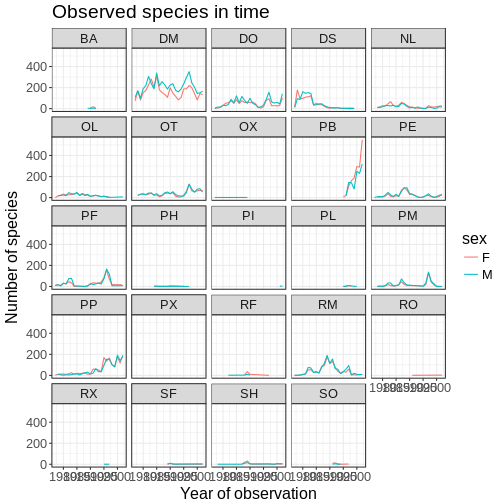 Observed species in time
BA DM DO DS NL
400
200
0
OL OT OX PB PE
400
200
0
PF PH PI PL PM
400
200
0
sex
F
M
PP PX RF RM RO
400
200
0
RX SF SH SO
400
200
0
Number of species
Year of observation